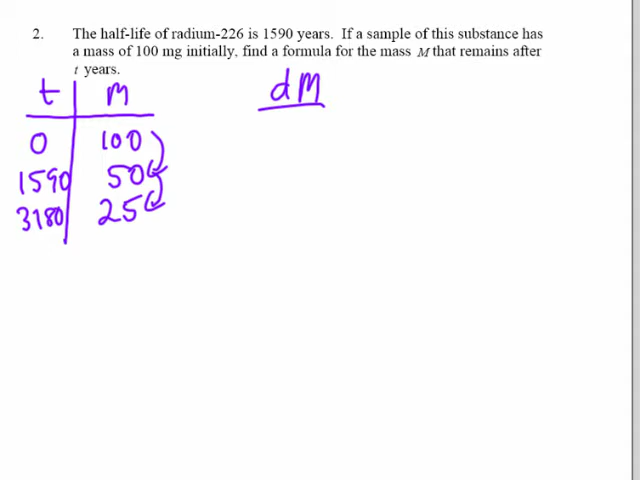 2. The half-life of radium-226 is 1590 years. If a sample of this substance has
a mass of 100 mg initially, find a formula for the mass M that remains after
t years.
t M dM
0 100
1590 50
3180 25